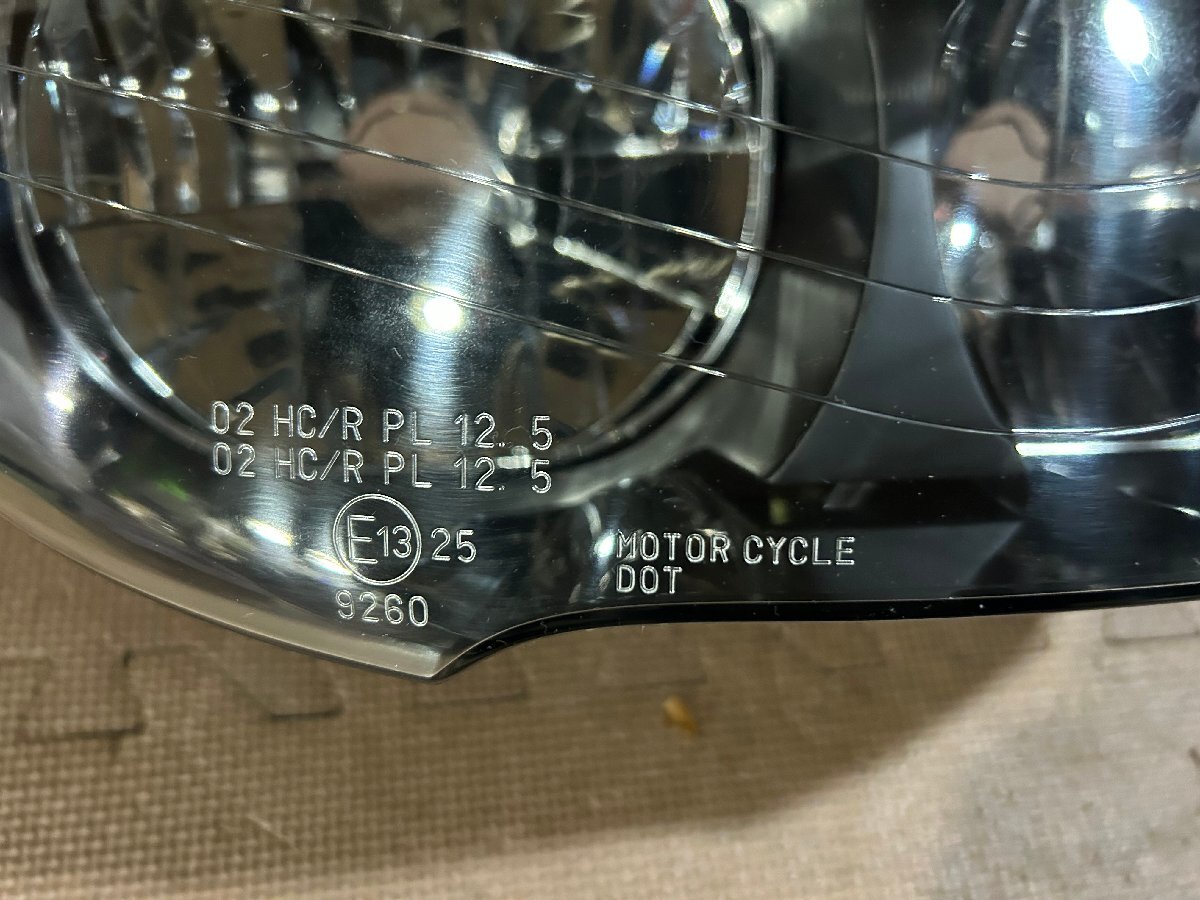 02 HC/R PL 12. 5
02 HC/R PL 12. 5
E13 25
9260
MOTOR CYCLE
DOT